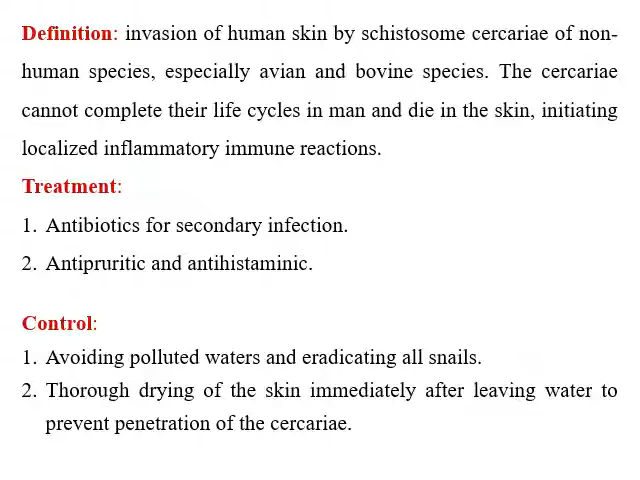 Definition: invasion of human skin by schistosome cercariae of non-
human species, especially avian and bovine species. The cercariae
cannot complete their life cycles in man and die in the skin, initiating
localized inflammatory immune reactions.
Treatment:
1. Antibiotics for secondary infection.
2. Antipruritic and antihistaminic.
Control:
1. Avoiding polluted waters and eradicating all snails.
2. Thorough drying of the skin immediately after leaving water to
prevent penetration of the cercariae.